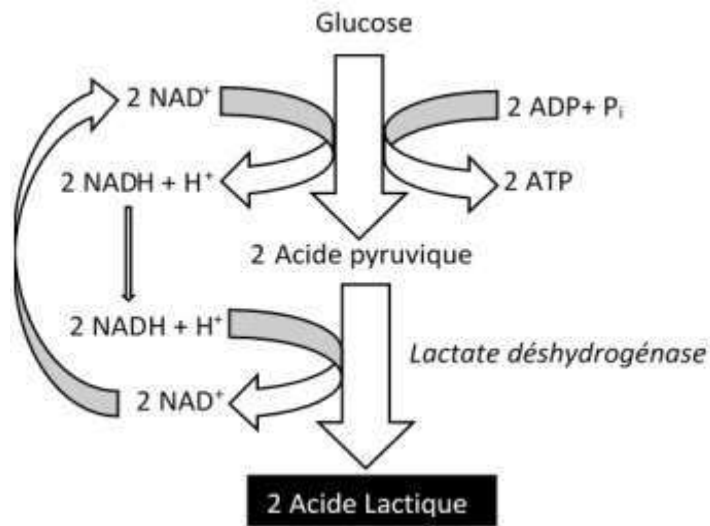 Glucose
2 NAD⁺
2 ADP+ Pᵢ
2 NADH + H⁺
2 ATP
2 Acide pyruvique
2 NADH + H⁺
Lactate déshydrogénase
2 NAD⁺
2 Acide Lactique